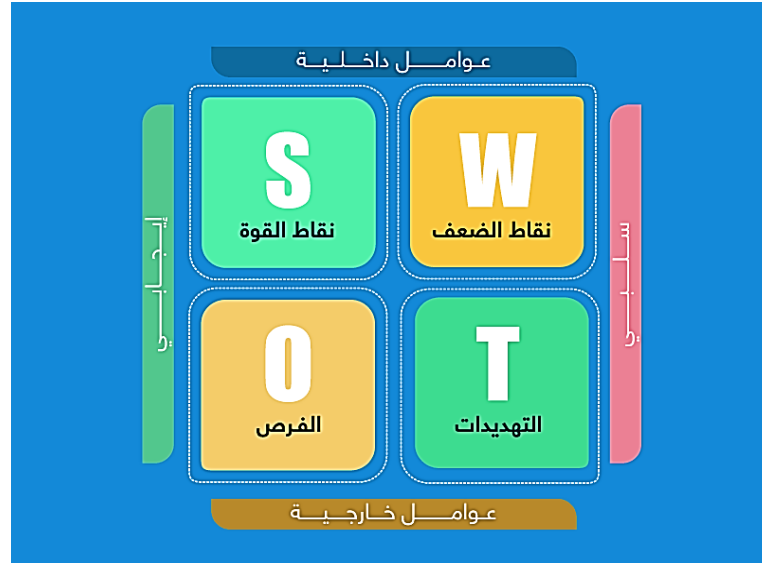 عوامل داخلية
S
نقاط القوة
W
نقاط الضعف
إيجابي
سلبي
O
الفرص
T
التهديدات
عوامل خارجية